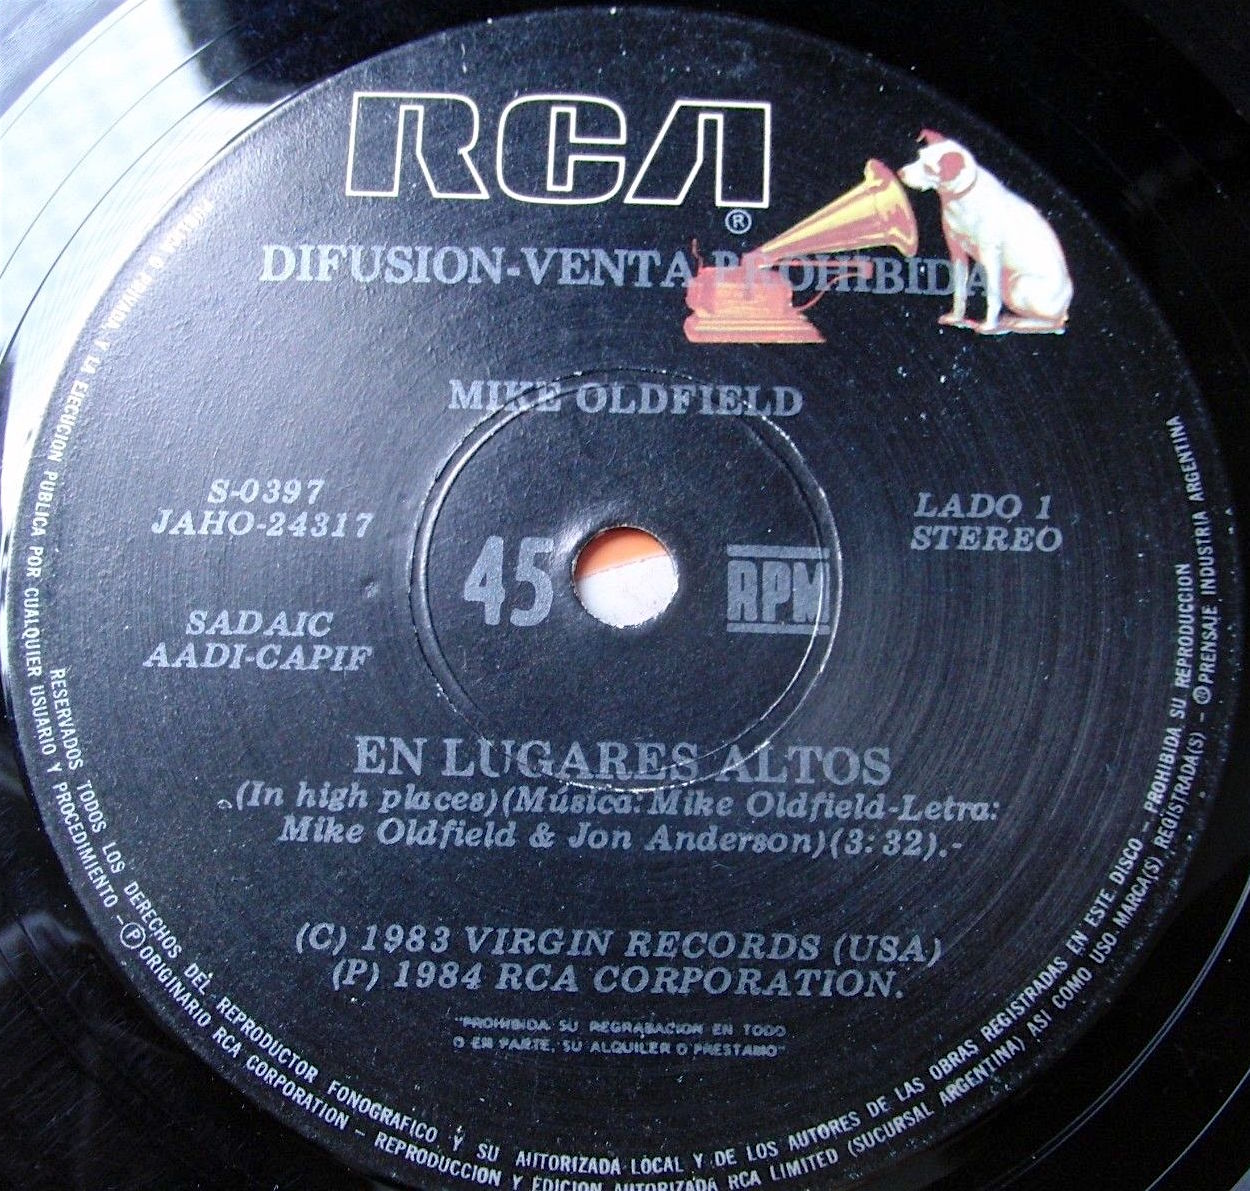 RCA
®
DIFUSION-VENTA PROHIBIDA
MIKE OLDFIELD
S-0397
JAHO-24317
LADO 1
STEREO
45
RPM
SADAIC
AADI-CAPIF
EN LUGARES ALTOS
(In high places)(Música: Mike Oldfield-Letra:
Mike Oldfield & Jon Anderson)(3:32).-
(C) 1983 VIRGIN RECORDS (USA)
(P) 1984 RCA CORPORATION.
"PROHIBIDA SU REGRABACION EN TODO
O EN PARTE, SU ALQUILER O PRESTAMO"
RESERVADOS TODOS LOS DERECHOS DEL REPRODUCTOR FONOGRAFICO Y SU AUTORIZADA LOCAL Y DE LOS AUTORES DE LAS OBRAS REGISTRADAS EN ESTE DISCO - PROHIBIDA SU REPRODUCCION
PRIVADA, Y LA EJECUCION PUBLICA POR CUALQUIER USUARIO Y PROCEDIMIENTO - Ⓟ ORIGINARIO RCA CORPORATION - REPRODUCCION Y EDICION AUTORIZADA RCA LIMITED (SUCURSAL ARGENTINA) ASI COMO USO MARCA(S) REGISTRADA(S) - PRENSAJE INDUSTRIA ARGENTINA